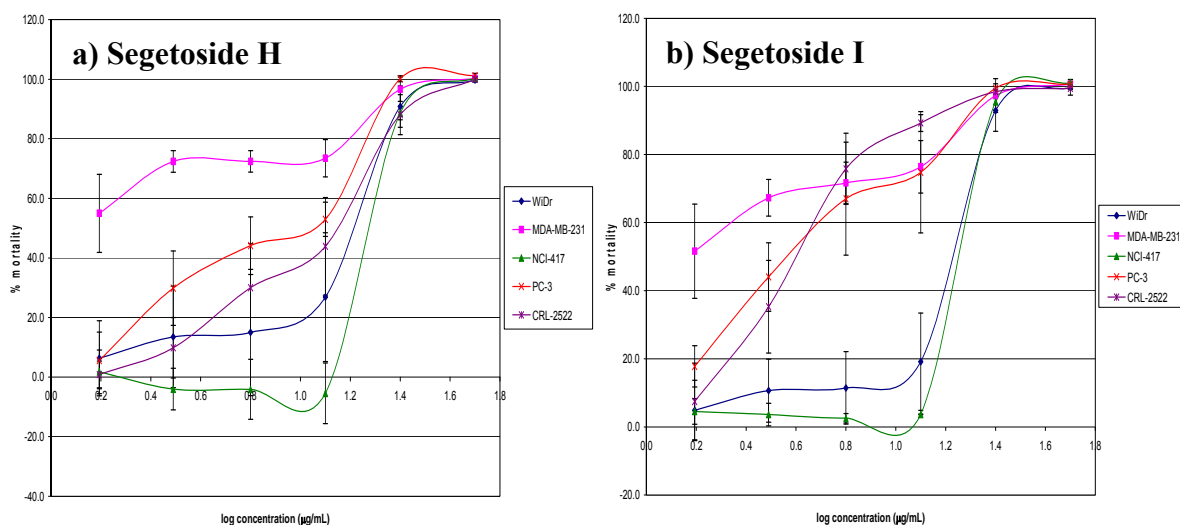 a) Segetoside H
120.0
100.0
80.0
60.0
40.0
20.0
0.0
-20.0
-40.0
0.0 0.2 0.4 0.6 0.8 1.0 1.2 1.4 1.6 1.8
% mortality
log concentration (µg/mL)
WiDr
MDA-MB-231
NCI-417
PC-3
CRL-2522
b) Segetoside I
120.0
100.0
80.0
60.0
40.0
20.0
0.0
-20.0
0.0 0.2 0.4 0.6 0.8 1.0 1.2 1.4 1.6 1.8
% mortality
log concentration (µg/mL)
WiDr
MDA-MB-231
NCI-417
PC-3
CRL-2522